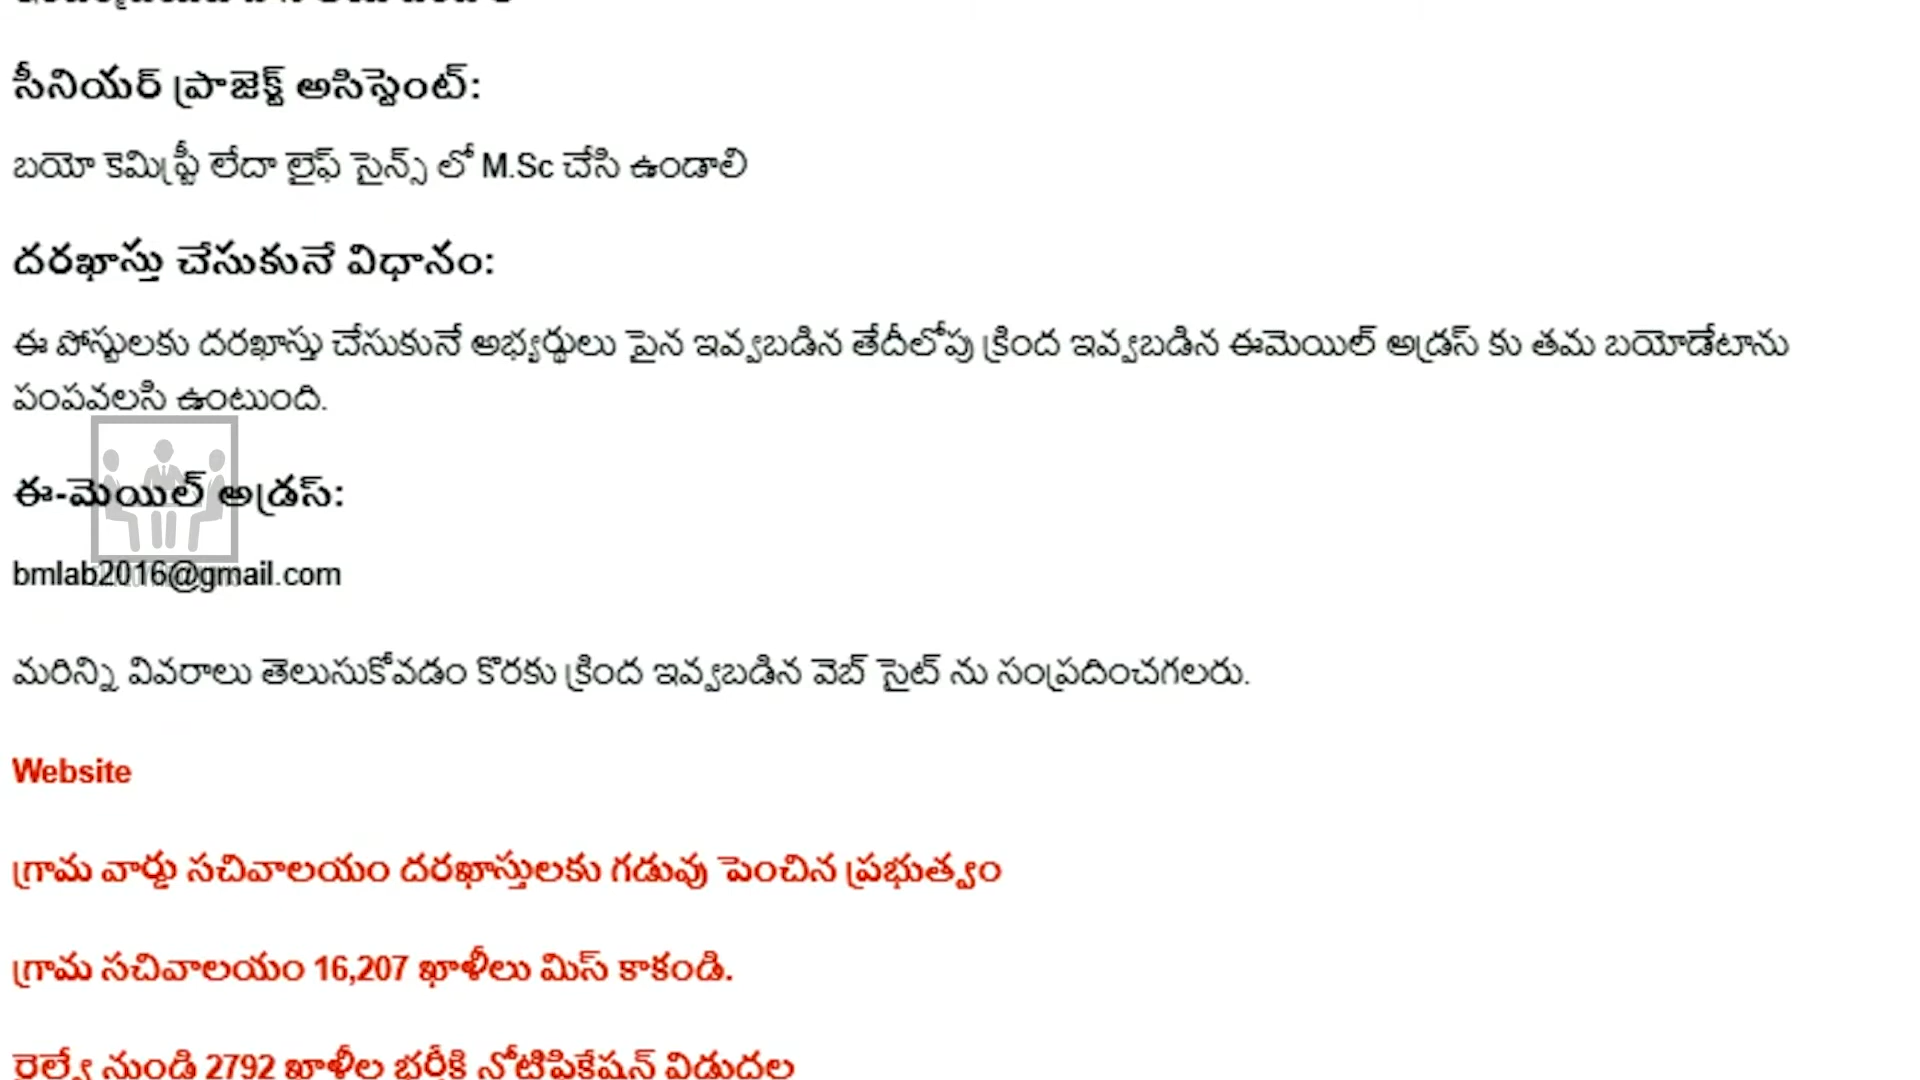 సీనియర్ ప్రాజెక్ట్ అసిస్టెంట్:
బయో కెమిస్ట్రీ లేదా లైఫ్ సైన్స్ లో M.Sc చేసి ఉండాలి
దరఖాస్తు చేసుకునే విధానం:
ఈ పోస్టులకు దరఖాస్తు చేసుకునే అభ్యర్థులు పైన ఇవ్వబడిన తేదీలోపు క్రింద ఇవ్వబడిన ఈమెయిల్ అడ్రస్ కు తమ బయోడేటాను
పంపవలసి ఉంటుంది.
ఈ-మెయిల్ అడ్రస్:
bmlab2016@gmail.com
మరిన్ని వివరాలు తెలుసుకోవడం కొరకు క్రింద ఇవ్వబడిన వెబ్ సైట్ ను సంప్రదించగలరు.
Website
గ్రామ వార్డు సచివాలయం దరఖాస్తులకు గడువు పెంచిన ప్రభుత్వం
గ్రామ సచివాలయం 16,207 ఖాళీలు మిస్ కాకండి.
రైల్వే నుండి 2792 ఖాళీల భర్తీకి నోటిఫికేషన్ విడుదల